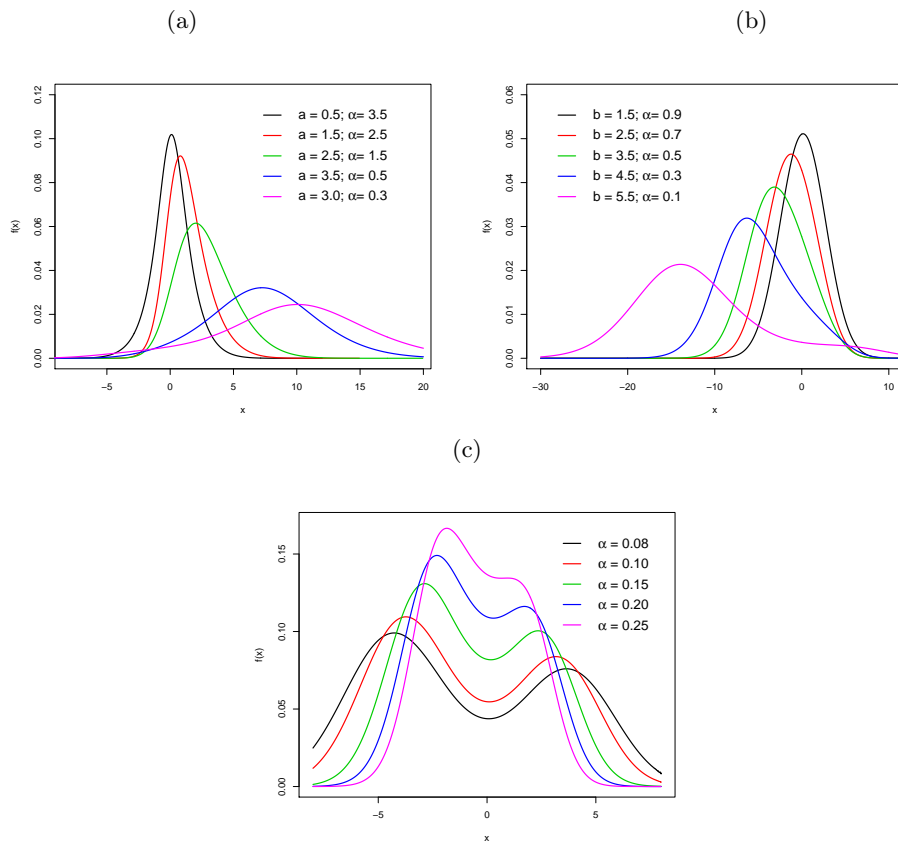 (a)
(b)
0.12
0.10
0.08
0.06
0.04
0.02
0.00
f(x)
a = 0.5; α= 3.5
a = 1.5; α= 2.5
a = 2.5; α= 1.5
a = 3.5; α= 0.5
a = 3.0; α= 0.3
−5
0
5
10
15
20
x
0.06
0.05
0.04
0.03
0.02
0.01
0.00
f(x)
b = 1.5; α= 0.9
b = 2.5; α= 0.7
b = 3.5; α= 0.5
b = 4.5; α= 0.3
b = 5.5; α= 0.1
−30
−20
−10
0
10
x
(c)
0.15
0.10
0.05
0.00
f(x)
α = 0.08
α = 0.10
α = 0.15
α = 0.20
α = 0.25
−5
0
5
x